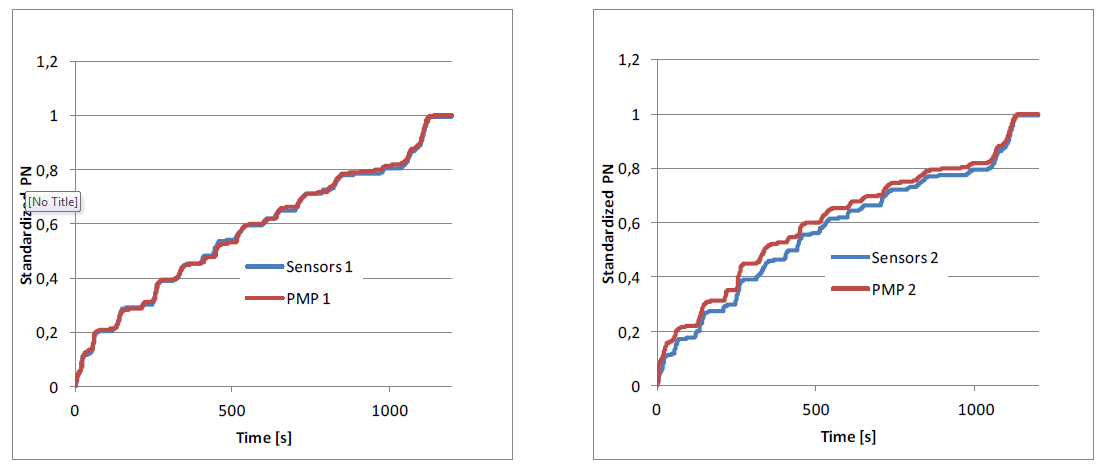 1,2
1
0,8
0,6
0,4
0,2
0
Standardized PN
[No Title]
Sensors 1
PMP 1
0 500 1000
Time [s]
1,2
1
0,8
0,6
0,4
0,2
0
Standardized PN
Sensors 2
PMP 2
0 500 1000
Time [s]